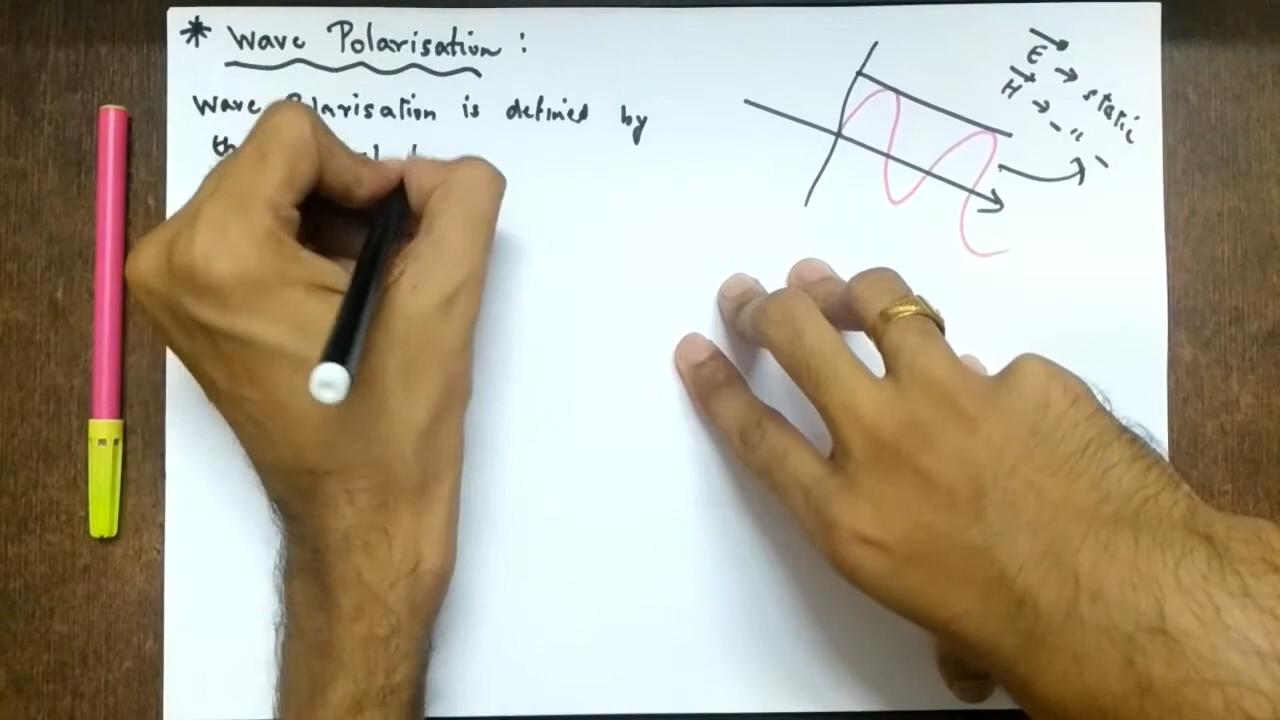 * Wave Polarisation :
Wave Polarisation is defined by
E → static
H → - " -